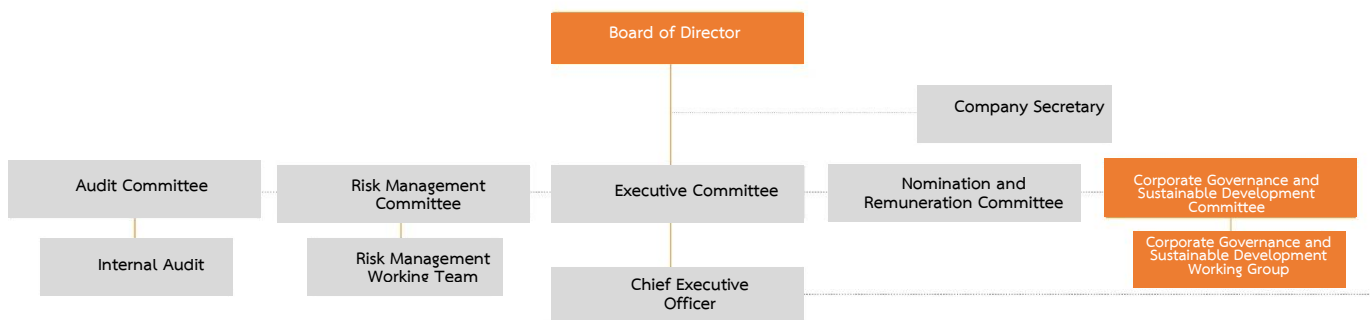 Board of Director
Company Secretary
Audit Committee
Risk Management
Committee
Executive Committee
Nomination and
Remuneration Committee
Corporate Governance and
Sustainable Development
Committee
Internal Audit
Risk Management
Working Team
Chief Executive
Officer
Corporate Governance and
Sustainable Development
Working Group